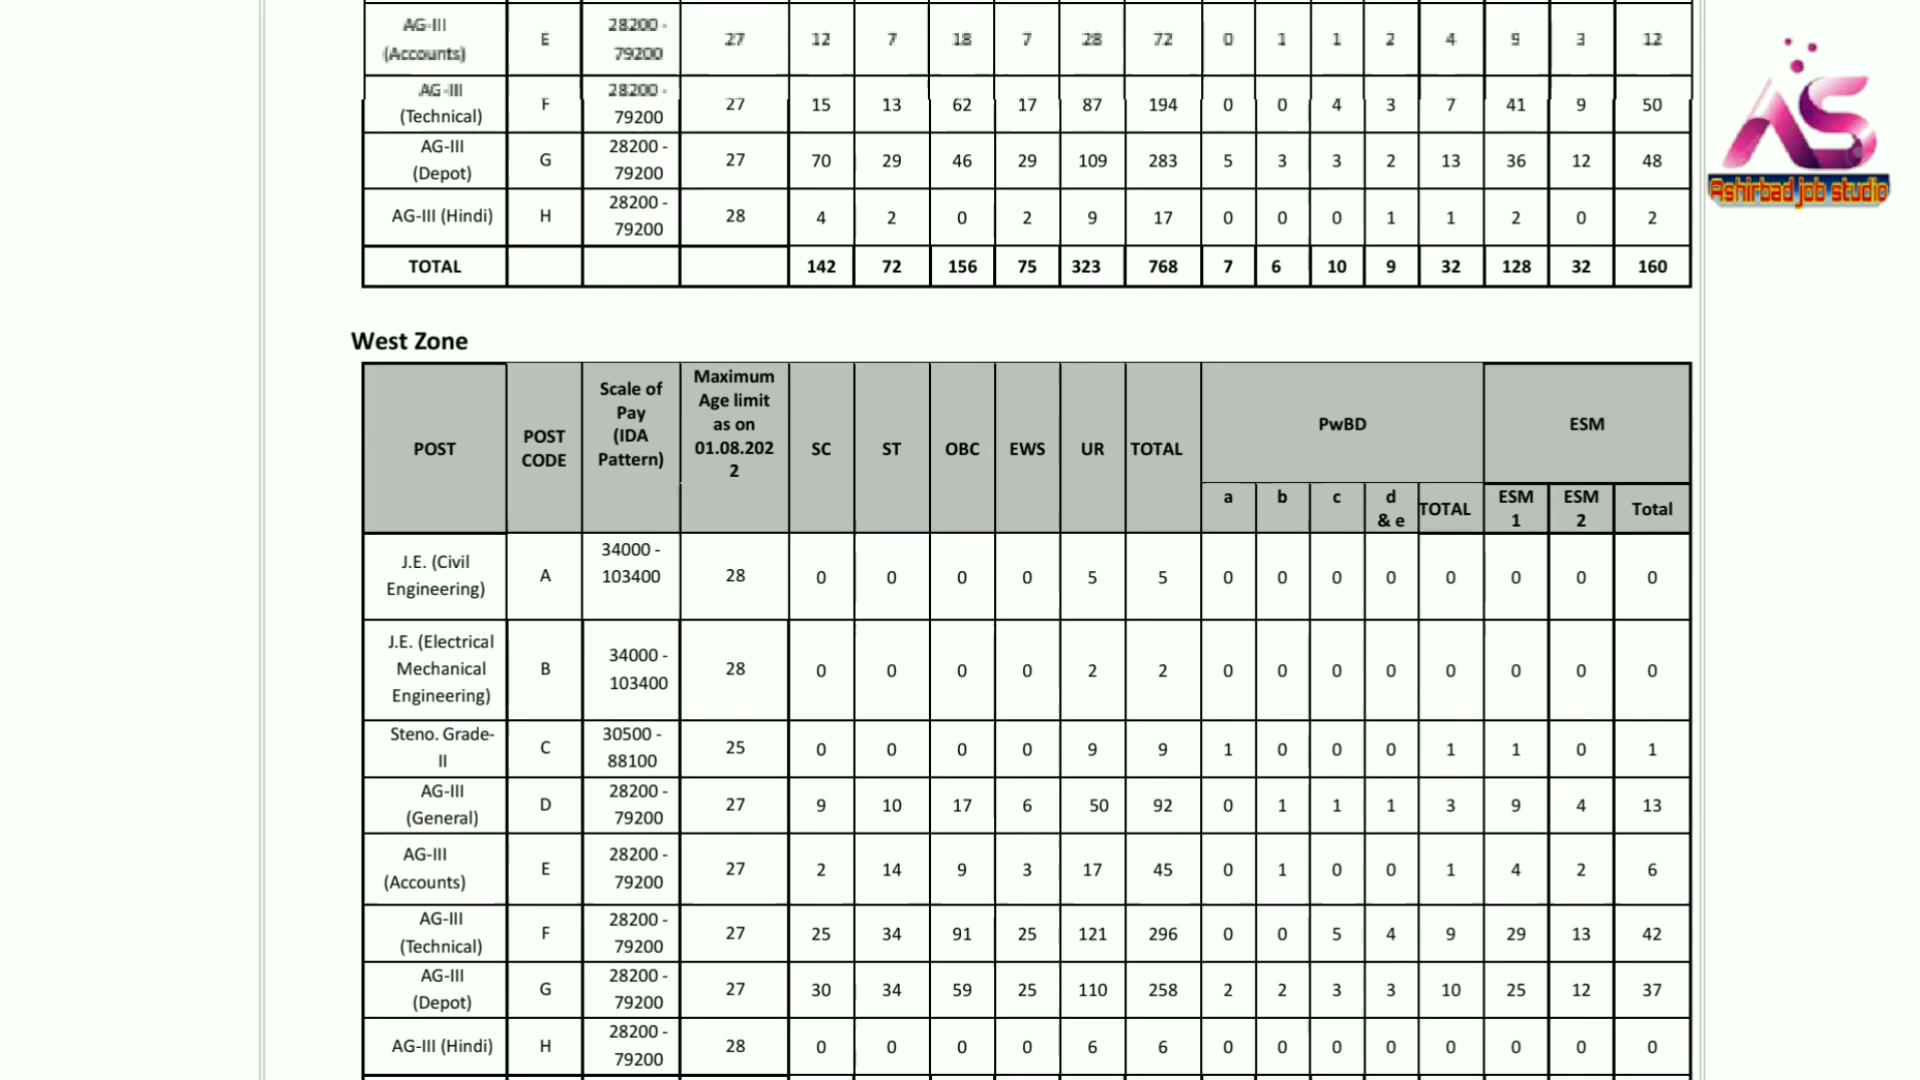 AG-III (Accounts) E 28200 - 79200 27 12 7 18 7 28 72 0 1 1 2 4 9 3 12
AG-III (Technical) F 28200 - 79200 27 15 13 62 17 87 194 0 0 4 3 7 41 9 50
AG-III (Depot) G 28200 - 79200 27 70 29 46 29 109 283 5 3 3 2 13 36 12 48
AG-III (Hindi) H 28200 - 79200 28 4 2 0 2 9 17 0 0 0 1 1 2 0 2
TOTAL 142 72 156 75 323 768 7 6 10 9 32 128 32 160
Ashirbad job studio
West Zone
POST POST CODE Scale of Pay (IDA Pattern) Maximum Age limit as on 01.08.202 2 SC ST OBC EWS UR TOTAL PwBD ESM
a b c d & e TOTAL ESM 1 ESM 2 Total
J.E. (Civil Engineering) A 34000 - 103400 28 0 0 0 0 5 5 0 0 0 0 0 0 0 0
J.E. (Electrical Mechanical Engineering) B 34000 - 103400 28 0 0 0 0 2 2 0 0 0 0 0 0 0 0
Steno. Grade- II C 30500 - 88100 25 0 0 0 0 9 9 1 0 0 0 1 1 0 1
AG-III (General) D 28200 - 79200 27 9 10 17 6 50 92 0 1 1 1 3 9 4 13
AG-III (Accounts) E 28200 - 79200 27 2 14 9 3 17 45 0 1 0 0 1 4 2 6
AG-III (Technical) F 28200 - 79200 27 25 34 91 25 121 296 0 0 5 4 9 29 13 42
AG-III (Depot) G 28200 - 79200 27 30 34 59 25 110 258 2 2 3 3 10 25 12 37
AG-III (Hindi) H 28200 - 79200 28 0 0 0 0 6 6 0 0 0 0 0 0 0 0